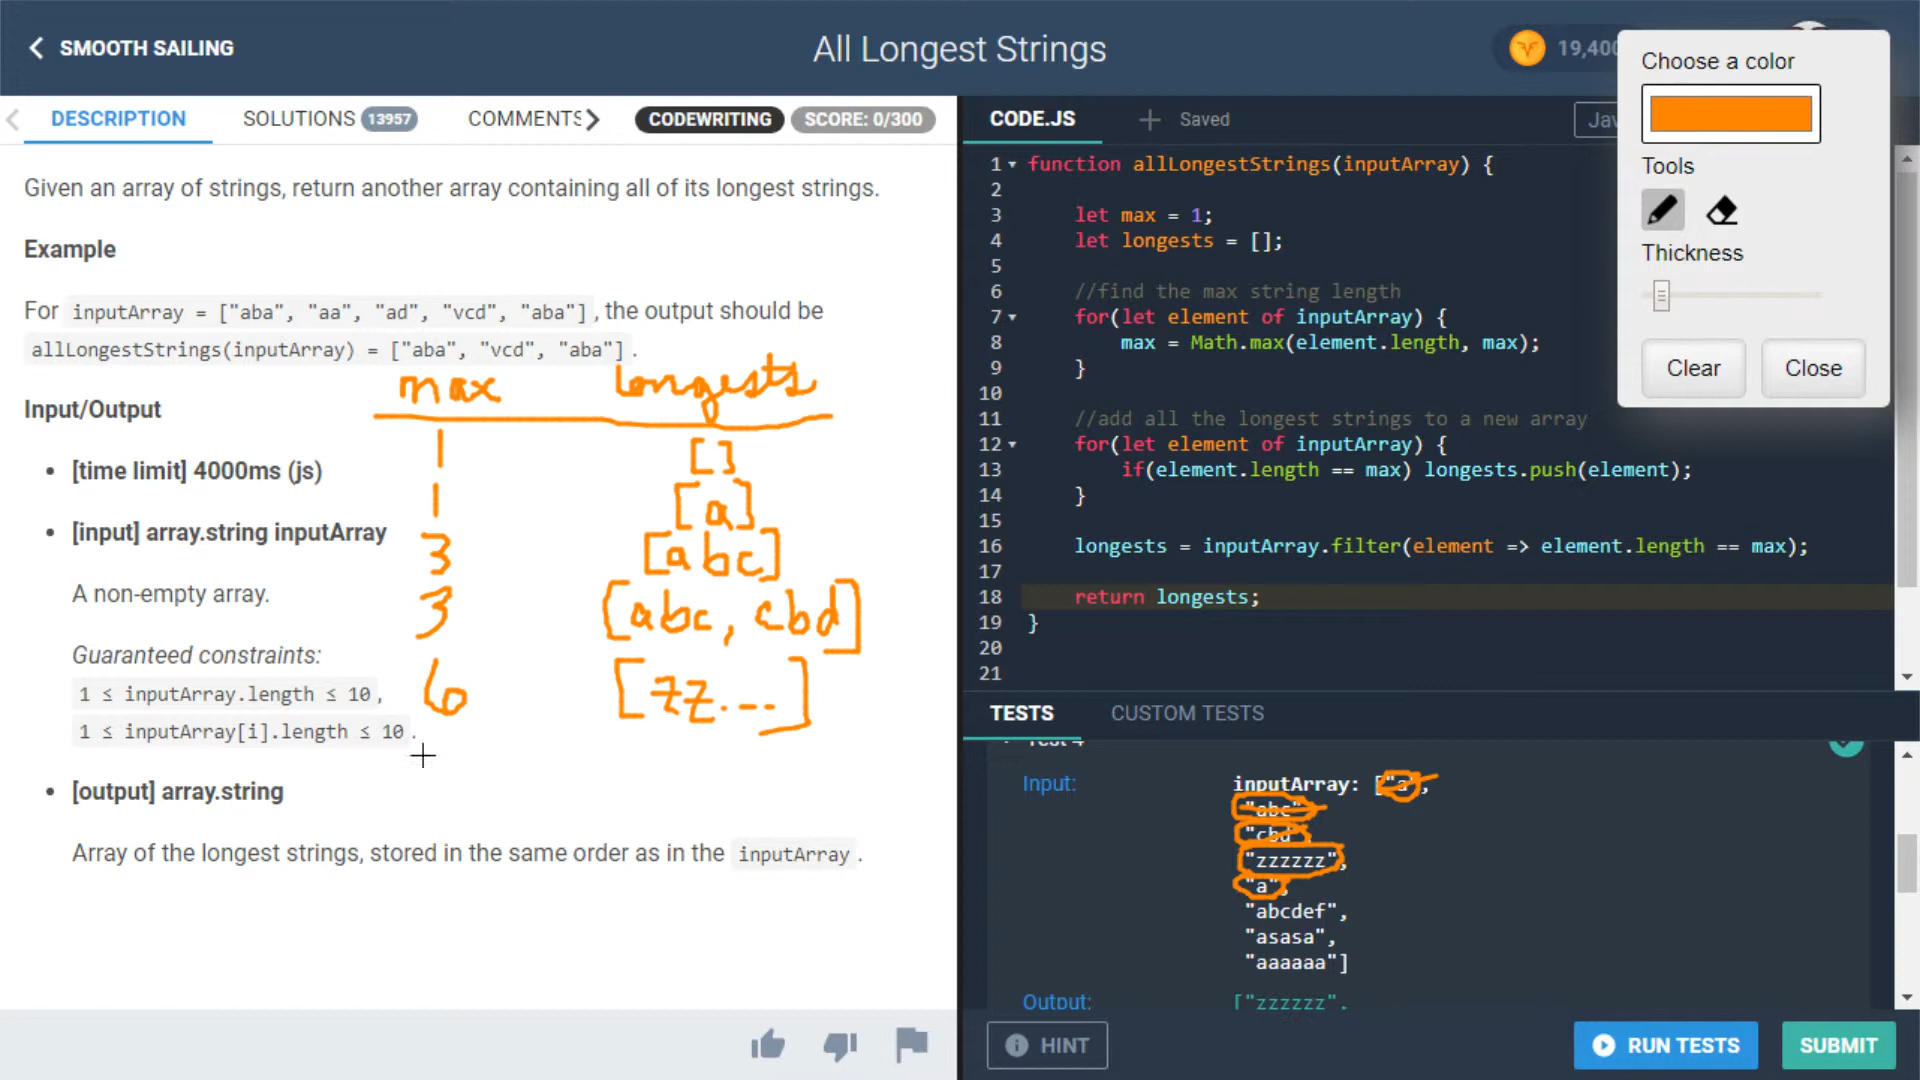 SMOOTH SAILING
All Longest Strings
19,400
DESCRIPTION
SOLUTIONS 13957
COMMENTS
CODEWRITING
SCORE: 0/300
Given an array of strings, return another array containing all of its longest strings.
Example
For inputArray = ["aba", "aa", "ad", "vcd", "aba"], the output should be
allLongestStrings(inputArray) = ["aba", "vcd", "aba"].
max longests
Input/Output
1 []
• [time limit] 4000ms (js)
1 [a]
• [input] array.string inputArray
3 [abc]
A non-empty array.
3 [abc, cbd]
Guaranteed constraints:
1 ≤ inputArray.length ≤ 10,
6 [zz...]
1 ≤ inputArray[i].length ≤ 10.
• [output] array.string
Array of the longest strings, stored in the same order as in the inputArray.
CODE.JS
Saved
Jav
1 function allLongestStrings(inputArray) {
2
3 let max = 1;
4 let longests = [];
5
6 //find the max string length
7 for(let element of inputArray) {
8 max = Math.max(element.length, max);
9 }
10
11 //add all the longest strings to a new array
12 for(let element of inputArray) {
13 if(element.length == max) longests.push(element);
14 }
15
16 longests = inputArray.filter(element => element.length == max);
17
18 return longests;
19 }
20
21
Choose a color
Tools
Thickness
Clear
Close
TESTS
CUSTOM TESTS
Test 4
Input: inputArray: ["a",
"abc"
"cbd"
"zzzzzz",
"a",
"abcdef",
"asasa",
"aaaaaa"]
Output: ["zzzzzz",
HINT
RUN TESTS
SUBMIT